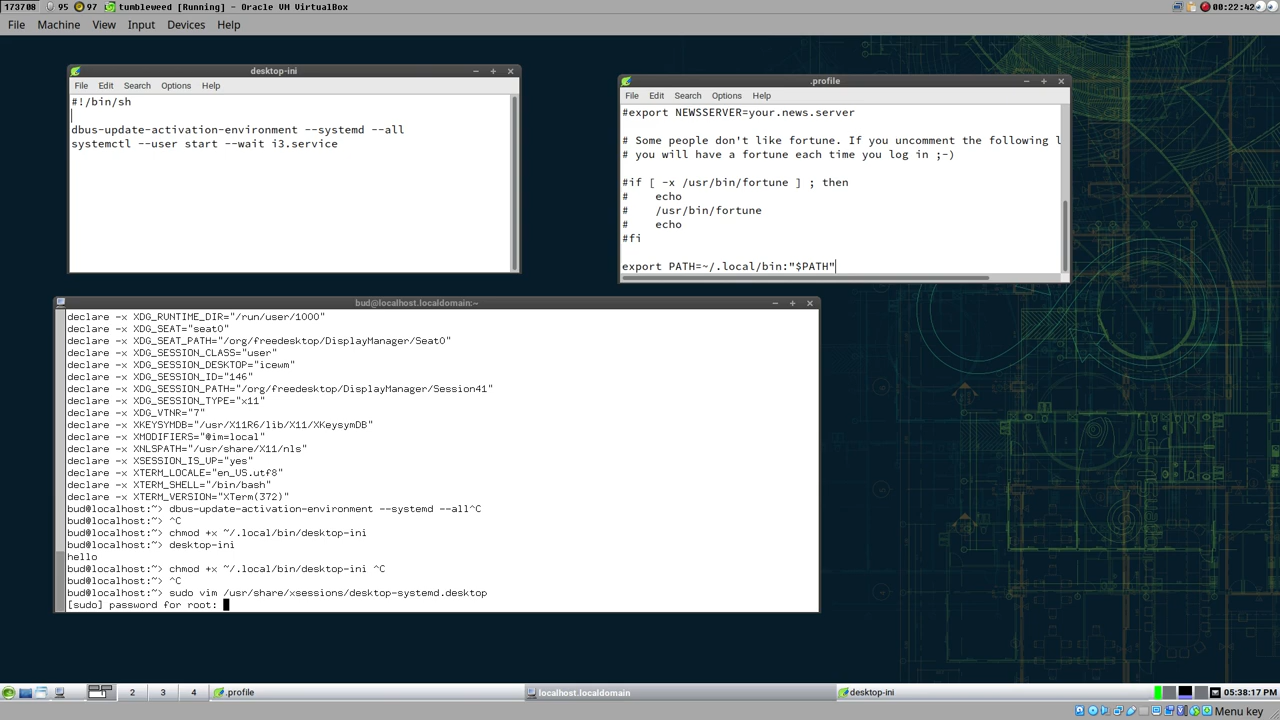 173708 95 97 tumbleweed [Running] - Oracle VM VirtualBox 00:22:42
File Machine View Input Devices Help
desktop-ini
File Edit Search Options Help
#!/bin/sh
dbus-update-activation-environment --systemd --all
systemctl --user start --wait i3.service
.profile
File Edit Search Options Help
#export NEWSSERVER=your.news.server
# Some people don't like fortune. If you uncomment the following l
# you will have a fortune each time you log in ;-)
#if [ -x /usr/bin/fortune ] ; then
#    echo
#    /usr/bin/fortune
#    echo
#fi
export PATH=~/.local/bin:"$PATH"
bud@localhost.localdomain:~
declare -x XDG_RUNTIME_DIR="/run/user/1000"
declare -x XDG_SEAT="seat0"
declare -x XDG_SEAT_PATH="/org/freedesktop/DisplayManager/Seat0"
declare -x XDG_SESSION_CLASS="user"
declare -x XDG_SESSION_DESKTOP="icewm"
declare -x XDG_SESSION_ID="146"
declare -x XDG_SESSION_PATH="/org/freedesktop/DisplayManager/Session41"
declare -x XDG_SESSION_TYPE="x11"
declare -x XDG_VTNR="7"
declare -x XKEYSYMDB="/usr/X11R6/lib/X11/XKeysymDB"
declare -x XMODIFIERS="@im=local"
declare -x XNLSPATH="/usr/share/X11/nls"
declare -x XSESSION_IS_UP="yes"
declare -x XTERM_LOCALE="en_US.utf8"
declare -x XTERM_SHELL="/bin/bash"
declare -x XTERM_VERSION="XTerm(372)"
bud@localhost:~> dbus-update-activation-environment --systemd --all^C
bud@localhost:~> ^C
bud@localhost:~> chmod +x ~/.local/bin/desktop-ini
bud@localhost:~> desktop-ini
hello
bud@localhost:~> chmod +x ~/.local/bin/desktop-ini ^C
bud@localhost:~> ^C
bud@localhost:~> sudo vim /usr/share/xsessions/desktop-systemd.desktop
[sudo] password for root:
2 3 4 .profile localhost.localdomain desktop-ini 05:38:17 PM
Menu key